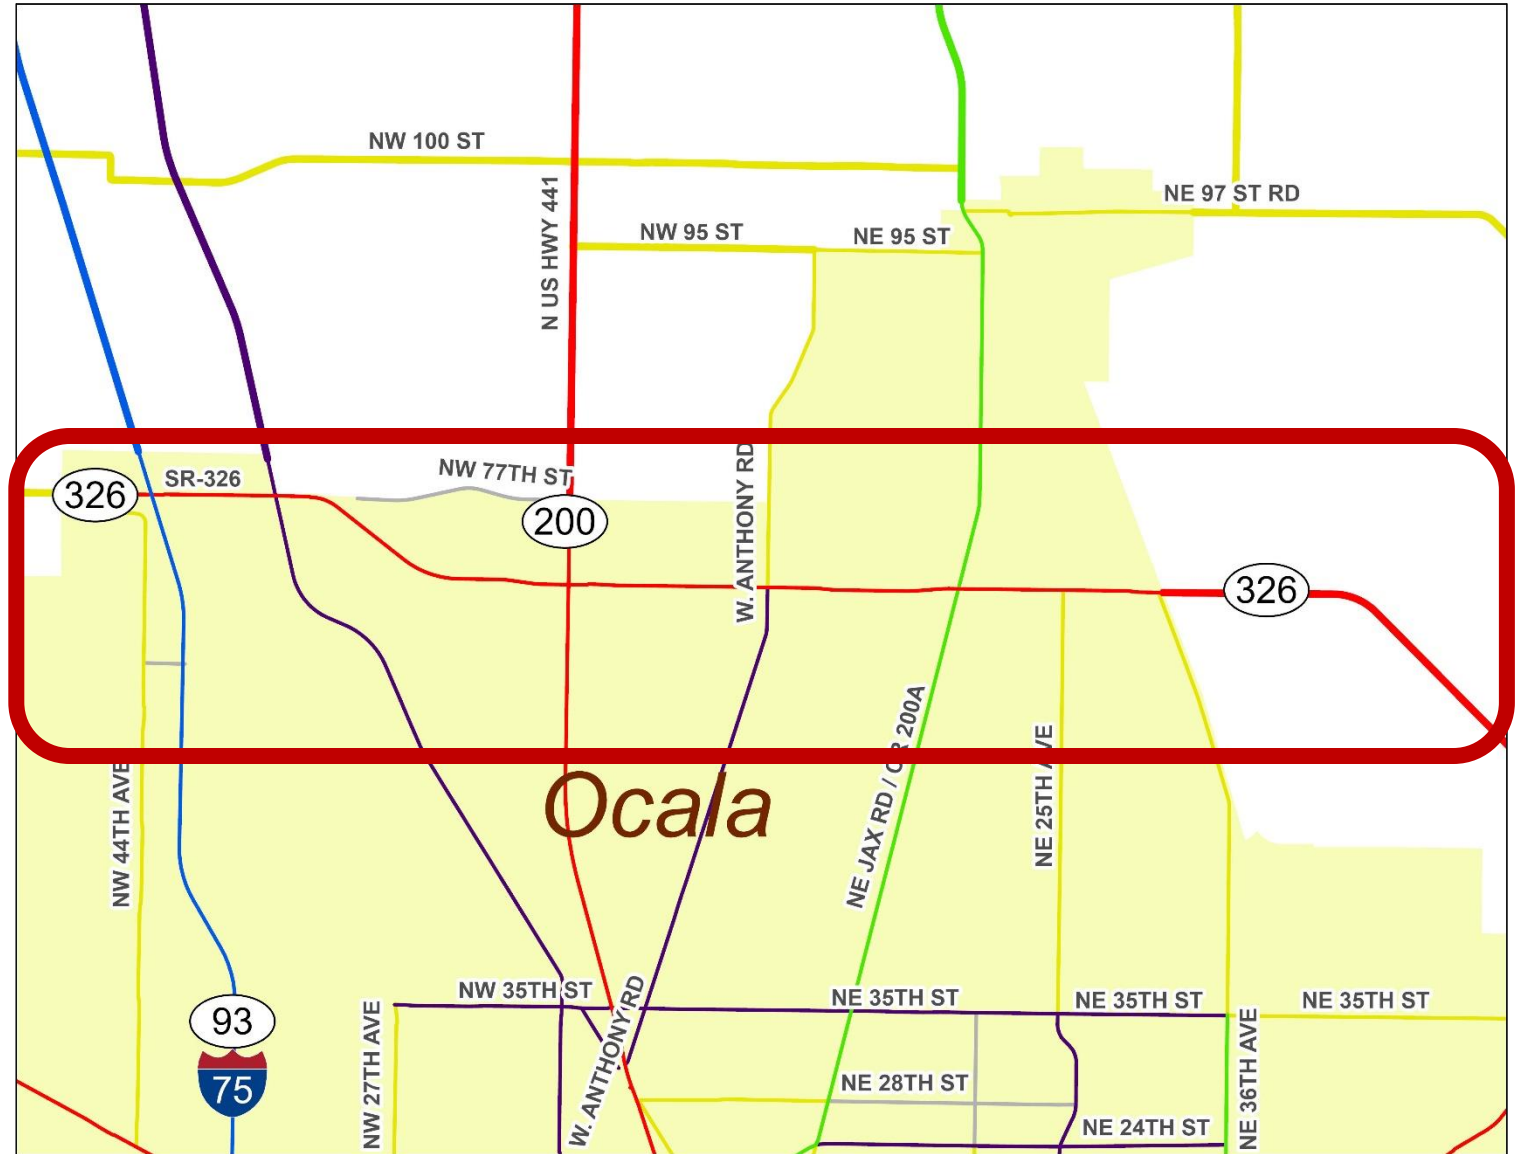 NW 100 ST
NE 97 ST RD
N US HWY 441
NW 95 ST
NE 95 ST
326
SR-326
NW 77TH ST
200
W. ANTHONY RD
326
NW 44TH AVE
Ocala
NE JAX RD / CR 200A
NE 25TH AVE
NW 35TH ST
NE 35TH ST
NE 35TH ST
NE 35TH ST
93
75
NW 27TH AVE
W. ANTHONY RD
NE 28TH ST
NE 36TH AVE
NE 24TH ST